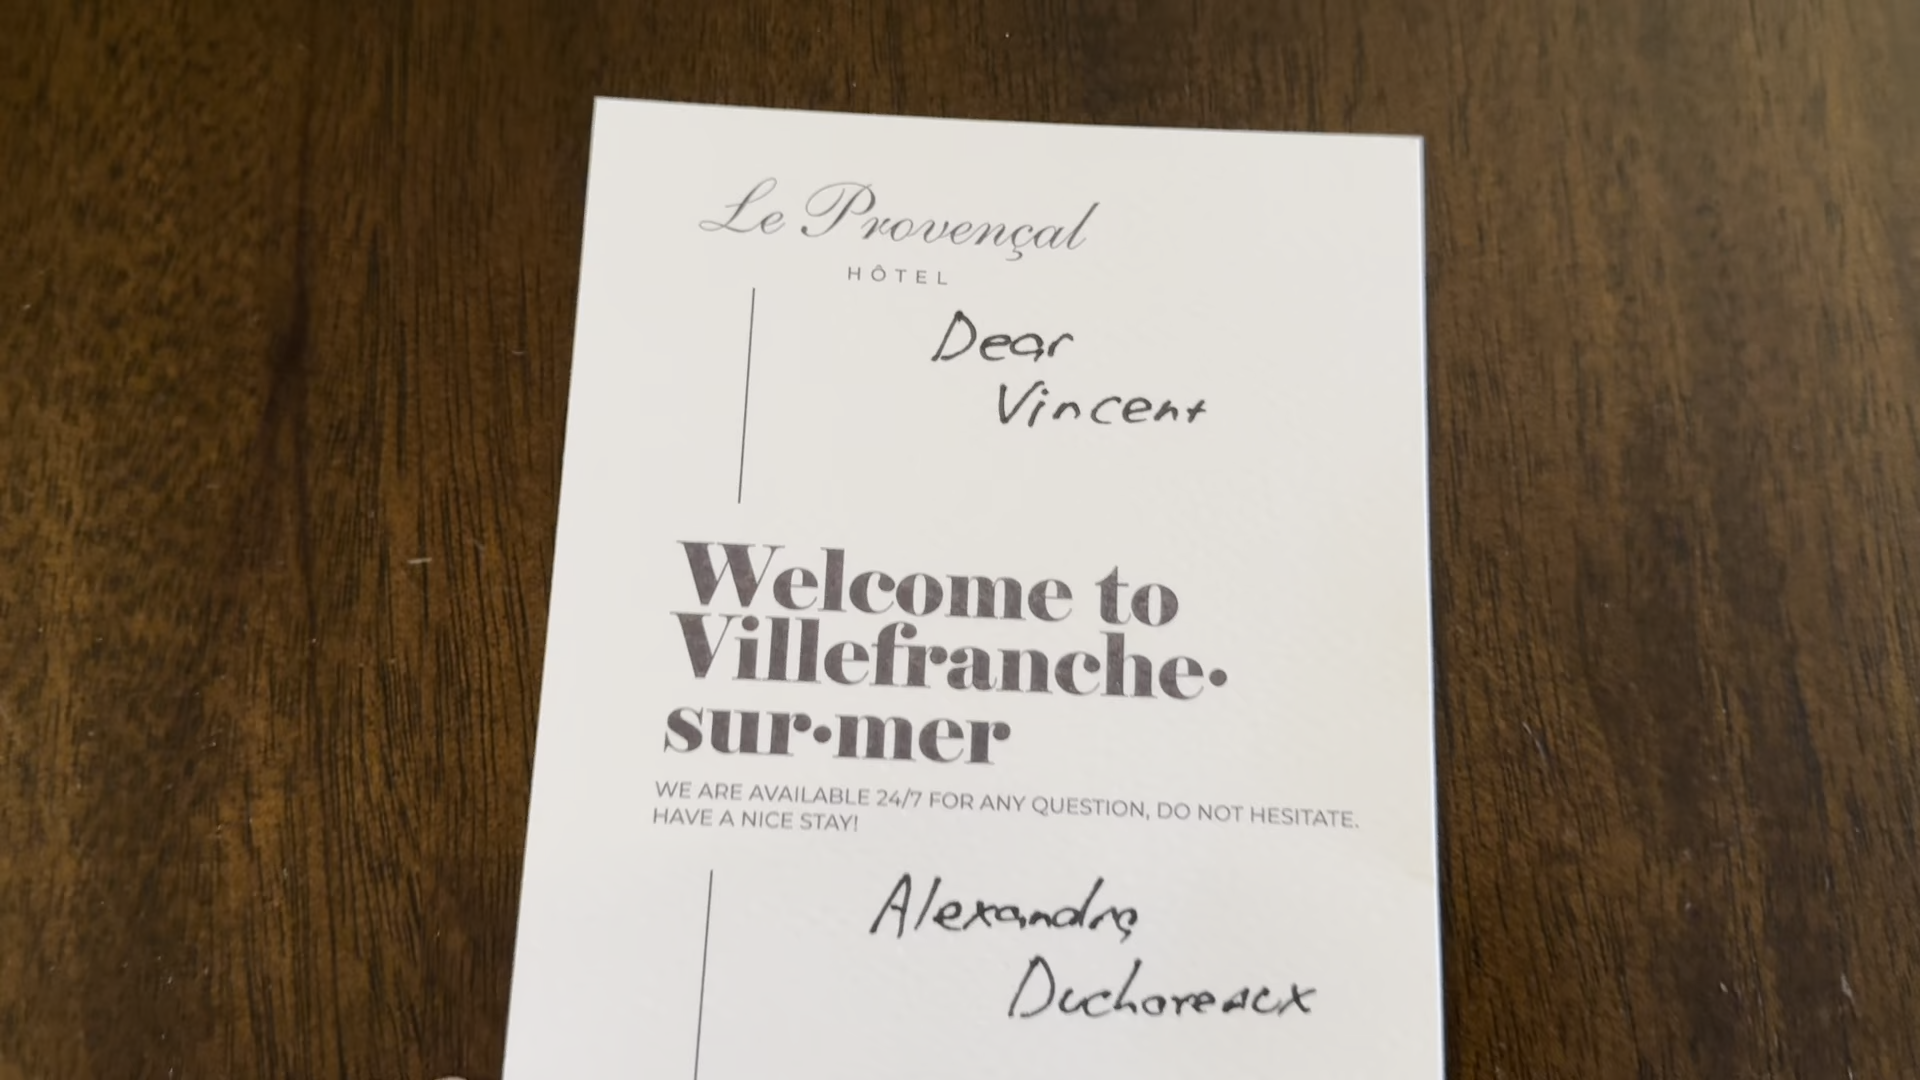 Le Provençal
HÔTEL
Dear
Vincent
Welcome to
Villefranche•
sur•mer
WE ARE AVAILABLE 24/7 FOR ANY QUESTION, DO NOT HESITATE.
HAVE A NICE STAY!
Alexandre